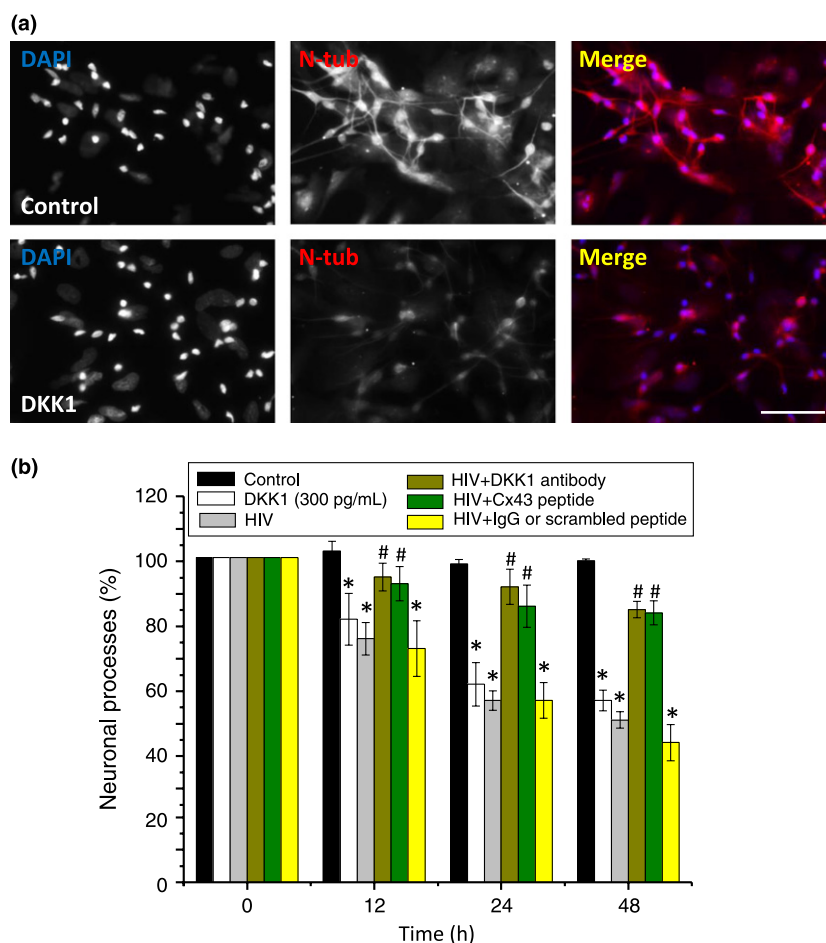 (a)
DAPI N-tub Merge
Control
DAPI N-tub Merge
DKK1
(b)
Control
DKK1 (300 pg/mL)
HIV
HIV+DKK1 antibody
HIV+Cx43 peptide
HIV+IgG or scrambled peptide
120
100
80
60
40
20
0
Neuronal processes (%)
# #
* * *
# #
* * *
# #
* * *
0 12 24 48
Time (h)